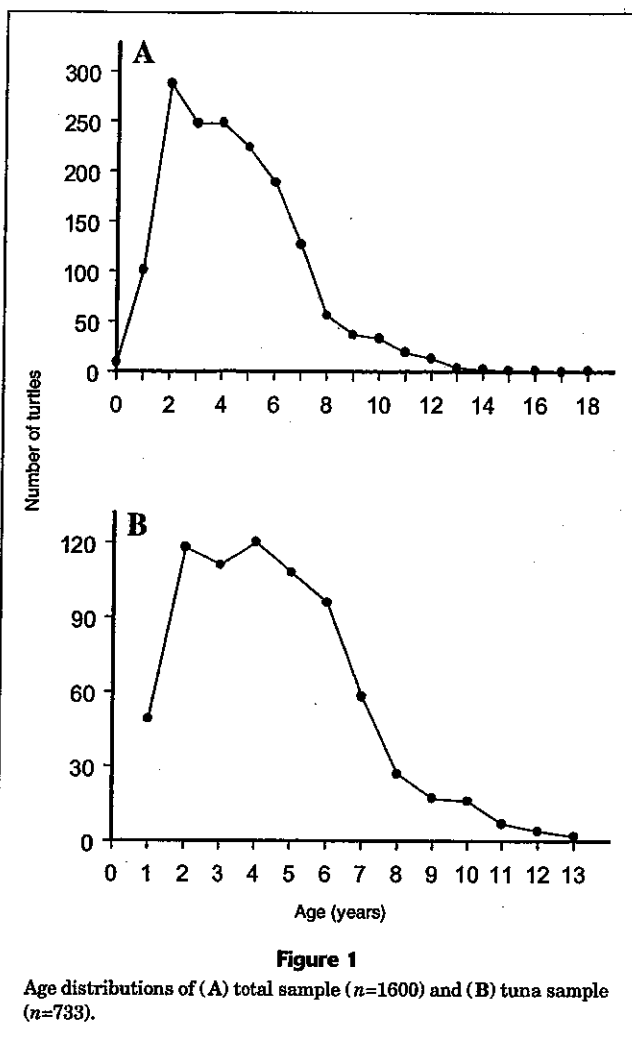 A
300
250
200
150
100
50
0
0 2 4 6 8 10 12 14 16 18
Number of turtles
B
120
90
60
30
0
0 1 2 3 4 5 6 7 8 9 10 11 12 13
Age (years)
Figure 1
Age distributions of (A) total sample (n=1600) and (B) tuna sample
(n=733).